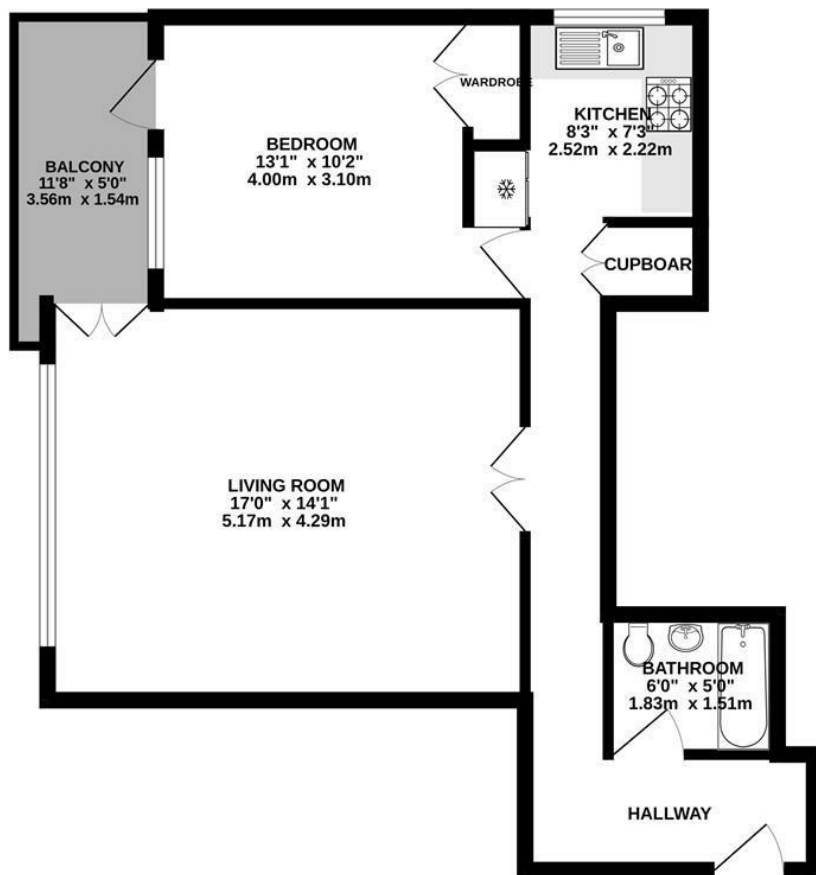 WARDROBE
KITCHEN
8'3" x 7'3"
2.52m x 2.22m
BEDROOM
13'1" x 10'2"
4.00m x 3.10m
BALCONY
11'8" x 5'0"
3.56m x 1.54m
CUPBOAR
LIVING ROOM
17'0" x 14'1"
5.17m x 4.29m
BATHROOM
6'0" x 5'0"
1.83m x 1.51m
HALLWAY